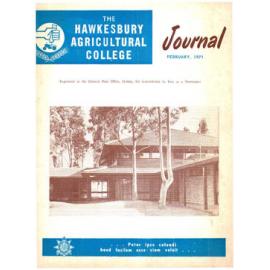 THE
HAWKESBURY
AGRICULTURAL
COLLEGE
Journal
FEBRUARY, 1971
Registered at the General Post Office, Sydney, for transmission by Post as a Newspaper
. . . Pater ipse colendi
haud facilem esse viam voluit . . .